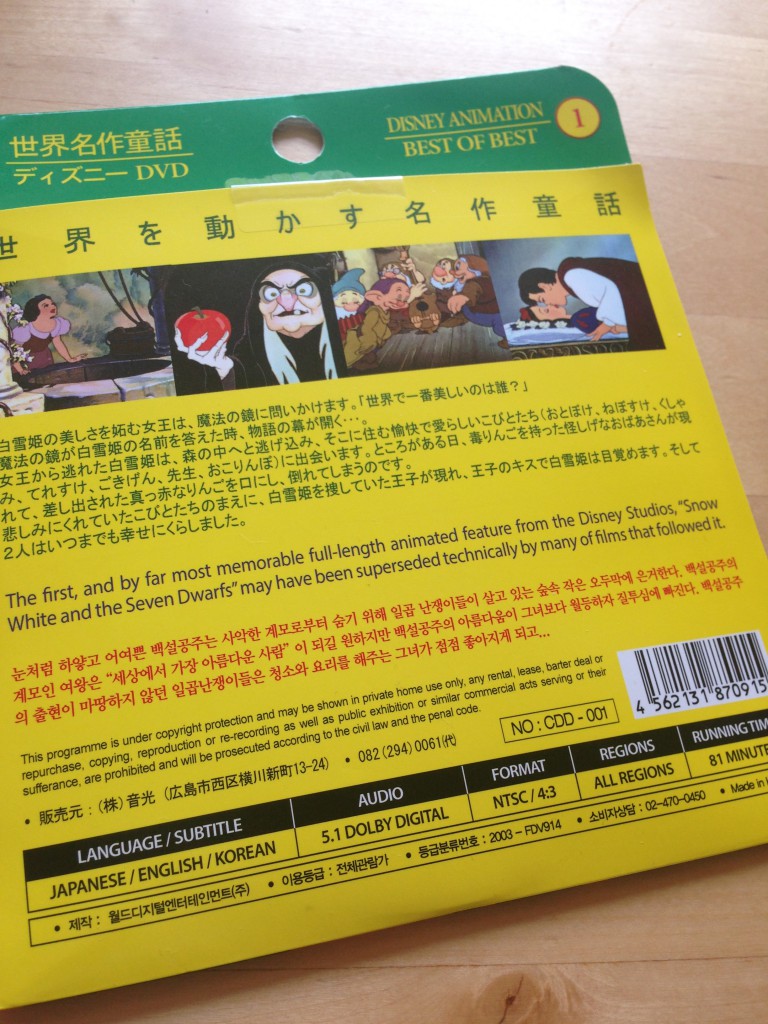 世界名作童話
ディズニー DVD
DISNEY ANIMATION
BEST OF BEST
1
世界を動かす名作童話
白雪姫の美しさを妬む女王は、魔法の鏡に問いかけます。「世界で一番美しいのは誰？」
魔法の鏡が白雪姫の名前を答えた時、物語の幕が開く･･･。
女王から逃れた白雪姫は、森の中へと逃げ込み、そこに住む愉快で愛らしいこびとたち（おとぼけ、ねぼすけ、くしゃ
み、てれすけ、ごきげん、先生、おこりんぼ）に出会います。ところがある日、毒りんごを持った怪しげなおばあさんが現
れて、差し出された真っ赤なりんごを口にし、倒れてしまうのです。
悲しみにくれていたこびとたちのまえに、白雪姫を捜していた王子が現れ、王子のキスで白雪姫は目覚めます。そして
2人はいつまでも幸せにくらしました。
The first, and by far most memorable full-length animated feature from the Disney Studios, "Snow
White and the Seven Dwarfs" may have been superseded technically by many of films that followed it.
눈처럼 하얗고 어여쁜 백설공주는 사악한 계모로부터 숨기 위해 일곱 난쟁이들이 살고 있는 숲속 작은 오두막에 은거한다. 백설공주의
계모인 여왕은 "세상에서 가장 아름다운 사람" 이 되길 원하지만 백설공주의 아름다움이 그녀보다 월등하자 질투심에 빠진다. 백설공주
의 출현이 마땅하지 않던 일곱난쟁이들은 청소와 요리를 해주는 그녀가 점점 좋아지게 되고...
This programme is under copyright protection and may be shown in private home use only, any rental, lease, barter deal or
repurchase, copying, reproduction or re-recording as well as public exhibition or similar commercial acts serving or their
sufferance, are prohibited and will be prosecuted according to the civil law and the penal code.
NO : CDD - 001
4 562131 870915
• 販売元 : (株) 音光 (広島市西区横川新町13-24) • 082 (294) 0061(代)
LANGUAGE / SUBTITLE AUDIO FORMAT REGIONS RUNNING TIM
JAPANESE / ENGLISH / KOREAN 5.1 DOLBY DIGITAL NTSC / 4:3 ALL REGIONS 81 MINUTE
• 제작 : 월드디지털엔터테인먼트(주) • 이용등급 : 전체관람가 • 등급분류번호 : 2003 - FDV914 • 소비자상담 : 02-470-0450 • Made in